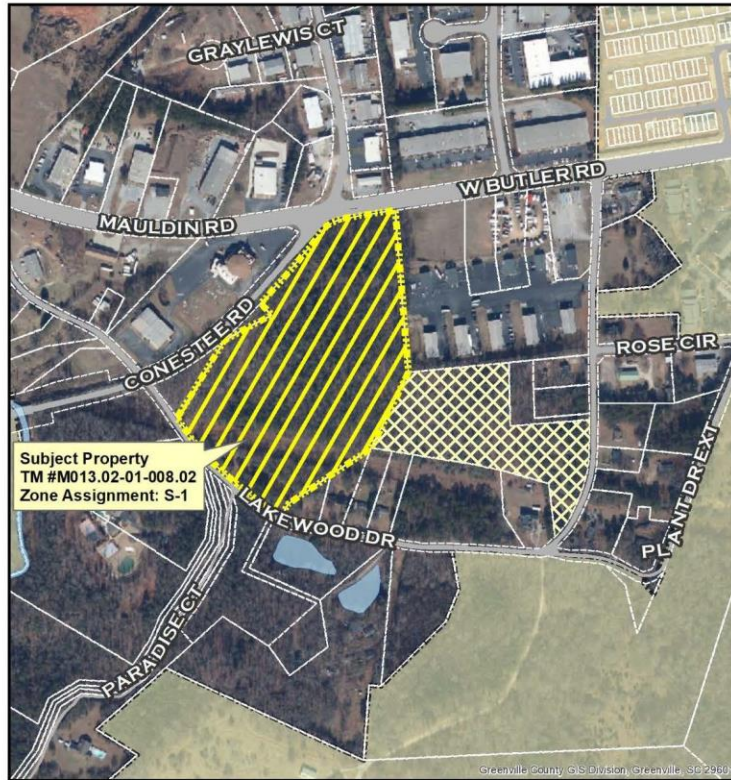 GRAYLEWIS CT
W BUTLER RD
MAULDIN RD
CONESTEE RD
ROSE CIR
Subject Property
TM #M013.02-01-008.02
Zone Assignment: S-1
LAKEWOOD DR
PLANT DR EXT
PARADISE CT
Greenville County GIS Division, Greenville, SC 2960